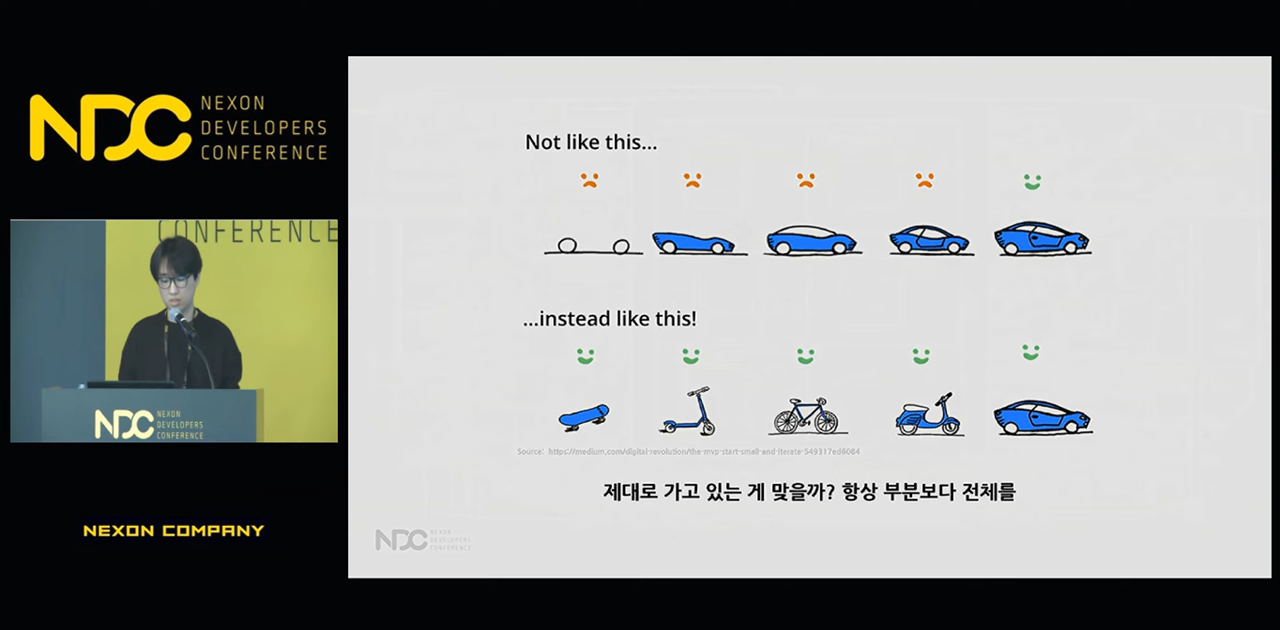 NDC
NEXON
DEVELOPERS
CONFERENCE
CONFERENCE
NDC
NEXON
DEVELOPERS
CONFERENCE
NEXON COMPANY
Not like this...
...instead like this!
Source: https://medium.com/digital-revolution/the-mvp-start-small-and-iterate-549317ed6084
제대로 가고 있는 게 맞을까? 항상 부분보다 전체를
NDC
NEXON
DEVELOPERS
CONFERENCE